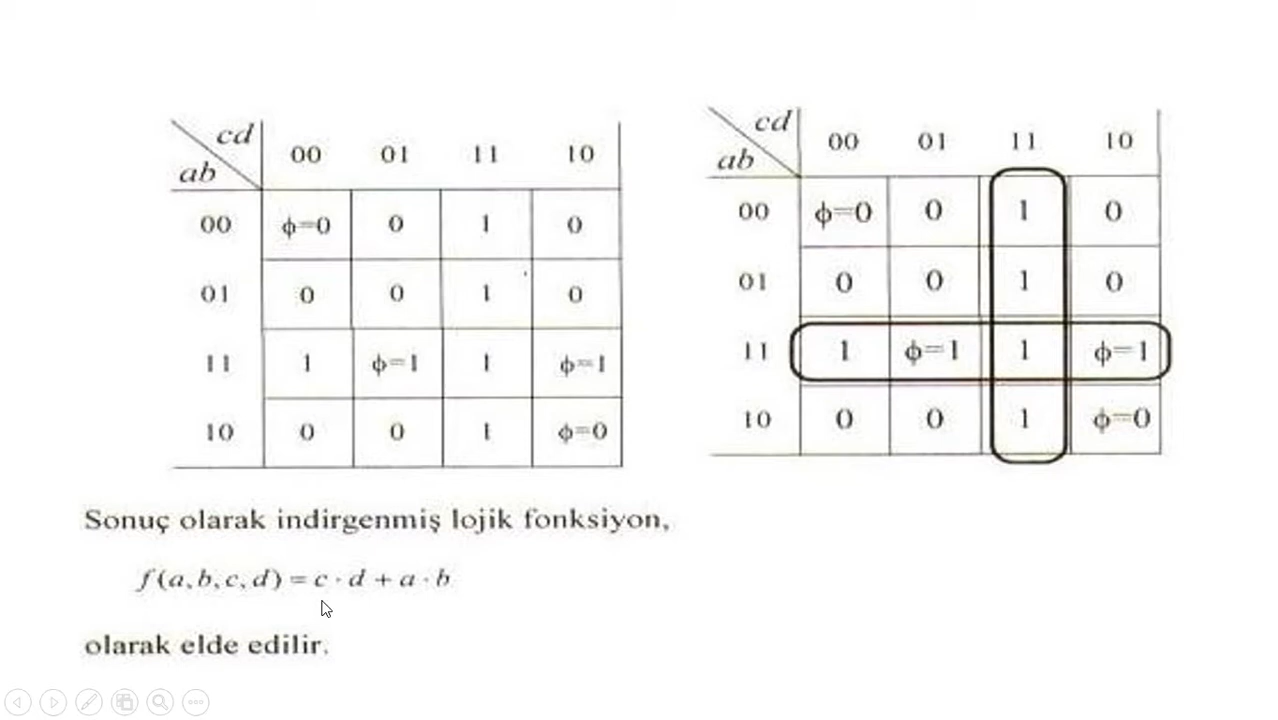 cd
ab
00 01 11 10
00 ϕ=0 0 1 0
01 0 0 1 0
11 1 ϕ=1 1 ϕ=1
10 0 0 1 ϕ=0
cd
ab
00 01 11 10
00 ϕ=0 0 1 0
01 0 0 1 0
11 1 ϕ=1 1 ϕ=1
10 0 0 1 ϕ=0
Sonuç olarak indirgenmiş lojik fonksiyon,
f(a,b,c,d) = c · d + a · b
olarak elde edilir.